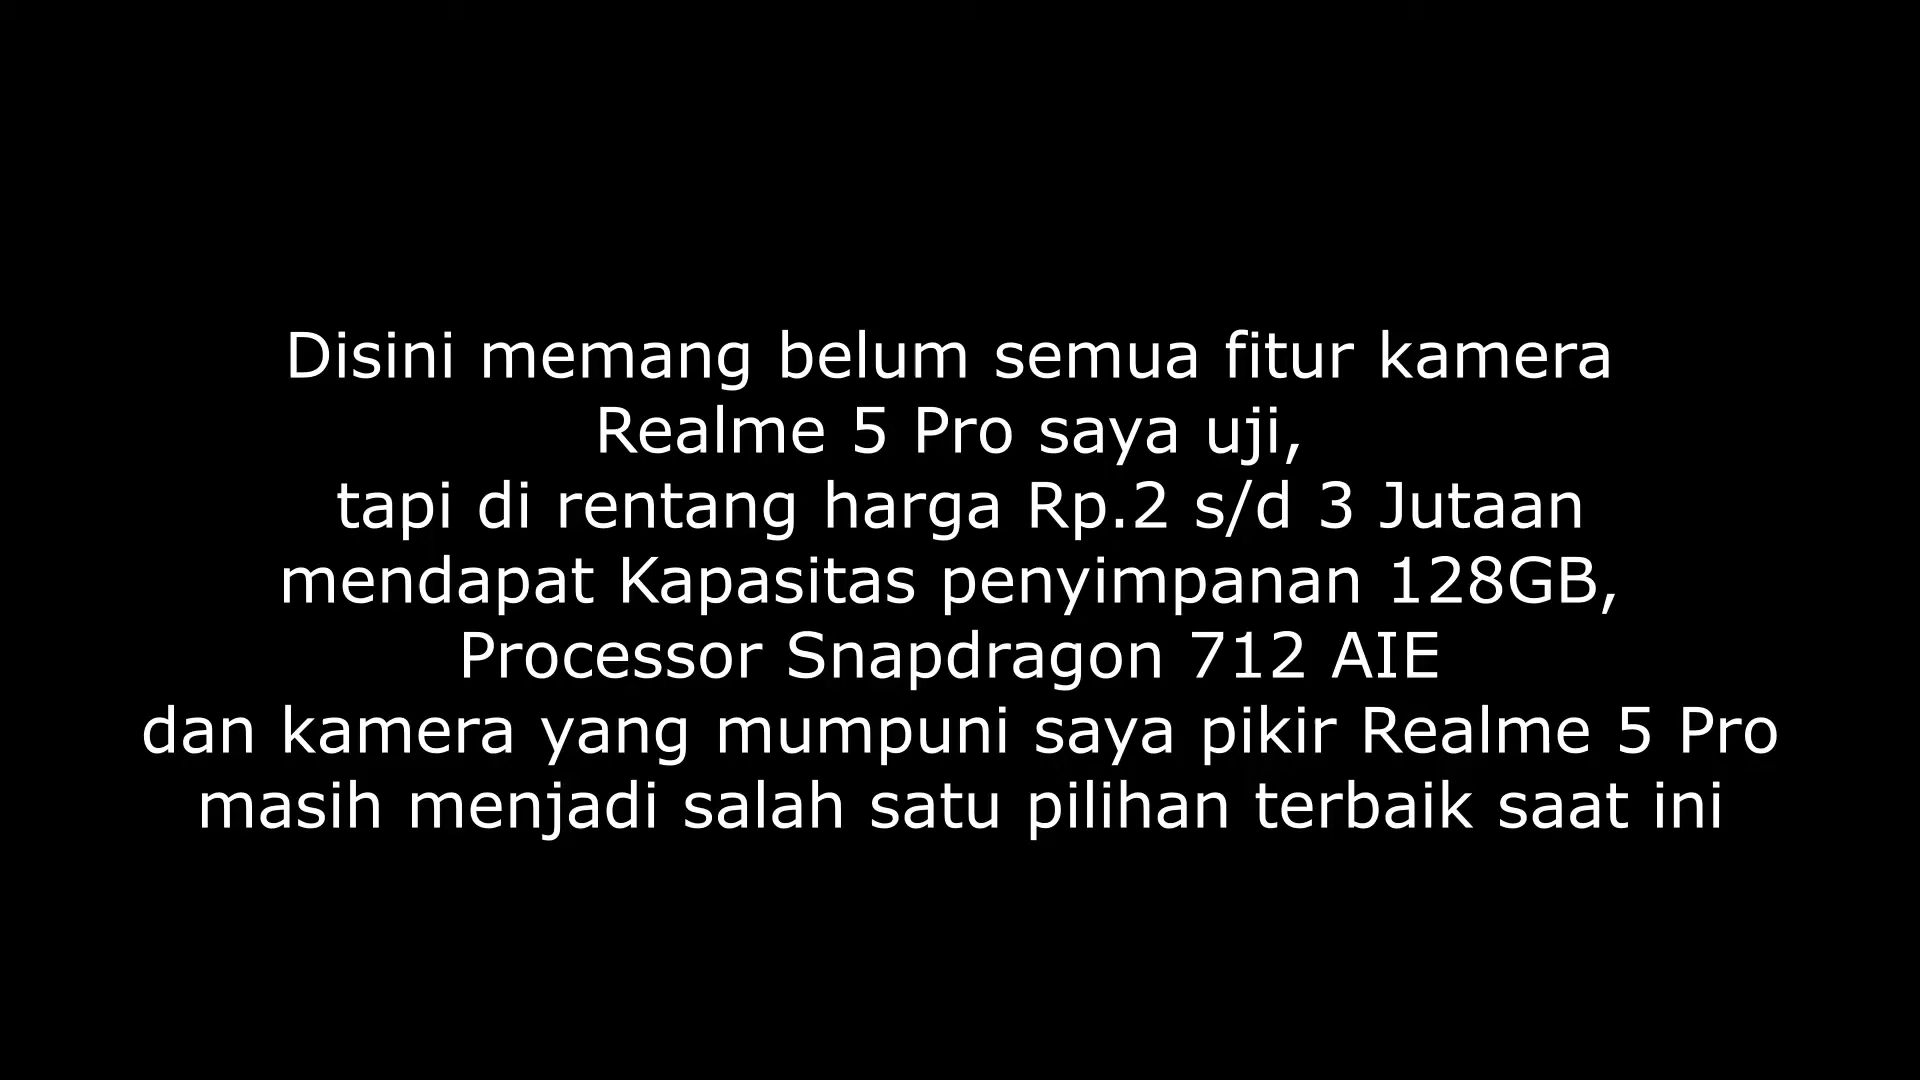 Disini memang belum semua fitur kamera
Realme 5 Pro saya uji,
tapi di rentang harga Rp.2 s/d 3 Jutaan
mendapat Kapasitas penyimpanan 128GB,
Processor Snapdragon 712 AIE
dan kamera yang mumpuni saya pikir Realme 5 Pro
masih menjadi salah satu pilihan terbaik saat ini